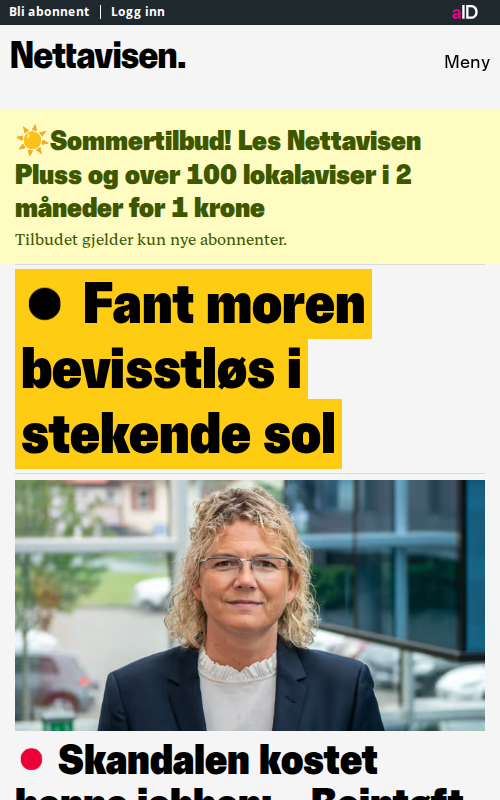 Bli abonnent | Logg inn
aID
Nettavisen.
Meny
☀️Sommertilbud! Les Nettavisen
Pluss og over 100 lokalaviser i 2
måneder for 1 krone
Tilbudet gjelder kun nye abonnenter.
● Fant moren
bevisstløs i
stekende sol
Skandalen kostet